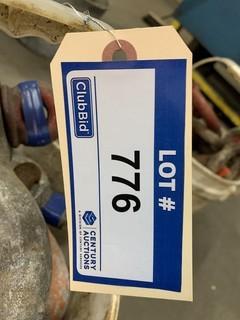 LOT #
776
ClubBid
CENTURY
AUCTIONS